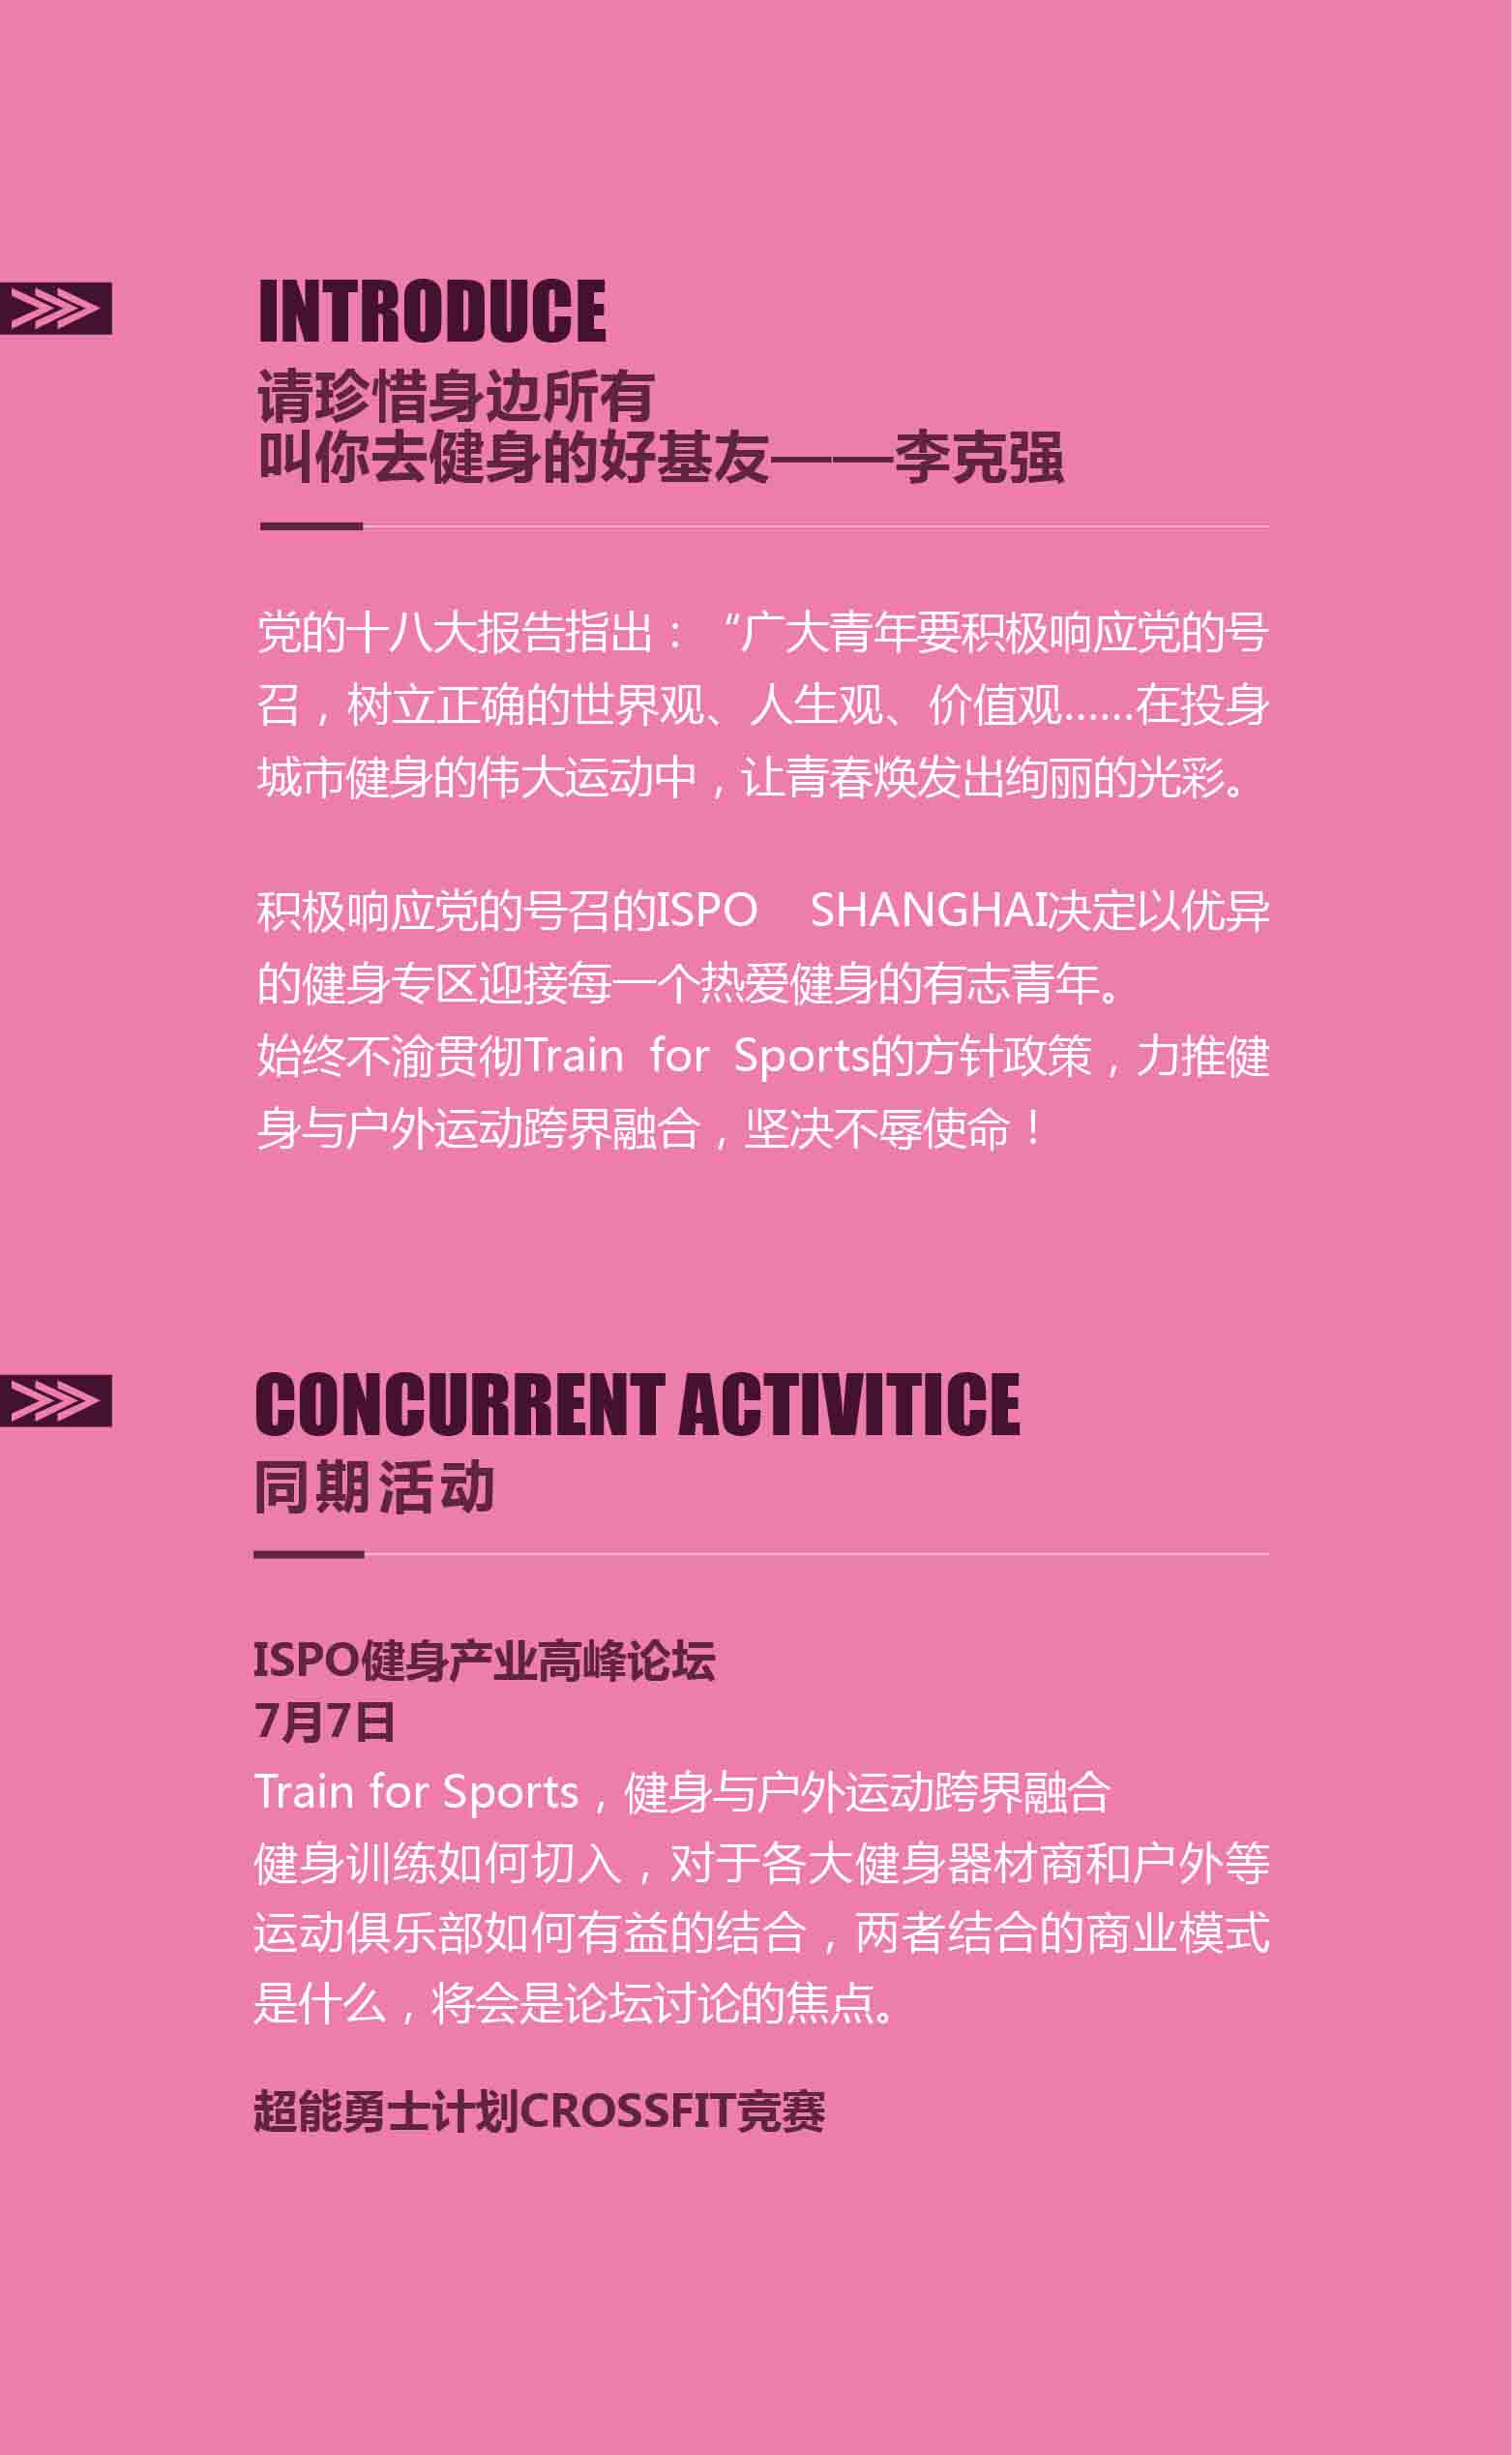 INTRODUCE
请珍惜身边所有
叫你去健身的好基友——李克强
党的十八大报告指出：“广大青年要积极响应党的号
召，树立正确的世界观、人生观、价值观……在投身
城市健身的伟大运动中，让青春焕发出绚丽的光彩。
积极响应党的号召的ISPO SHANGHAI决定以优异
的健身专区迎接每一个热爱健身的有志青年。
始终不渝贯彻Train for Sports的方针政策，力推健
身与户外运动跨界融合，坚决不辱使命！
CONCURRENT ACTIVITICE
同期活动
ISPO健身产业高峰论坛
7月7日
Train for Sports，健身与户外运动跨界融合
健身训练如何切入，对于各大健身器材商和户外等
运动俱乐部如何有益的结合，两者结合的商业模式
是什么，将会是论坛讨论的焦点。
超能勇士计划CROSSFIT竞赛